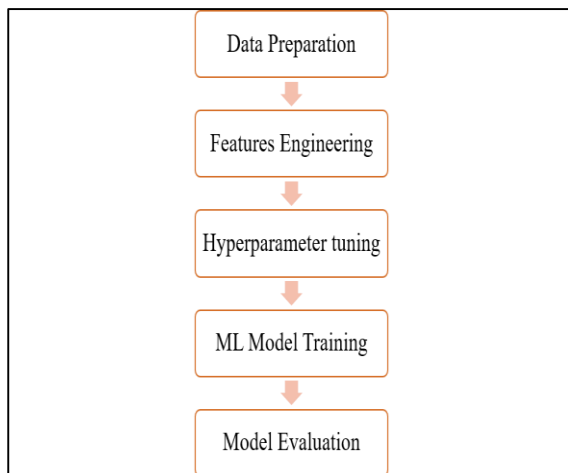 Data Preparation
Features Engineering
Hyperparameter tuning
ML Model Training
Model Evaluation